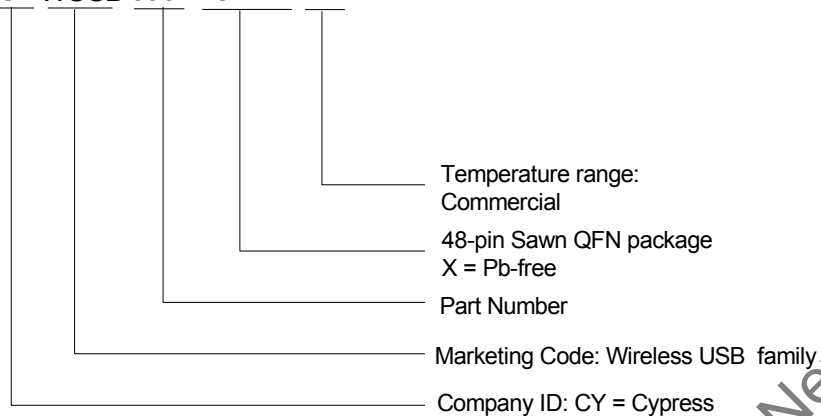 Temperature range:
Commercial
48-pin Sawn QFN package
X = Pb-free
Part Number
Marketing Code: Wireless USB family
Company ID: CY = Cypress
Ne